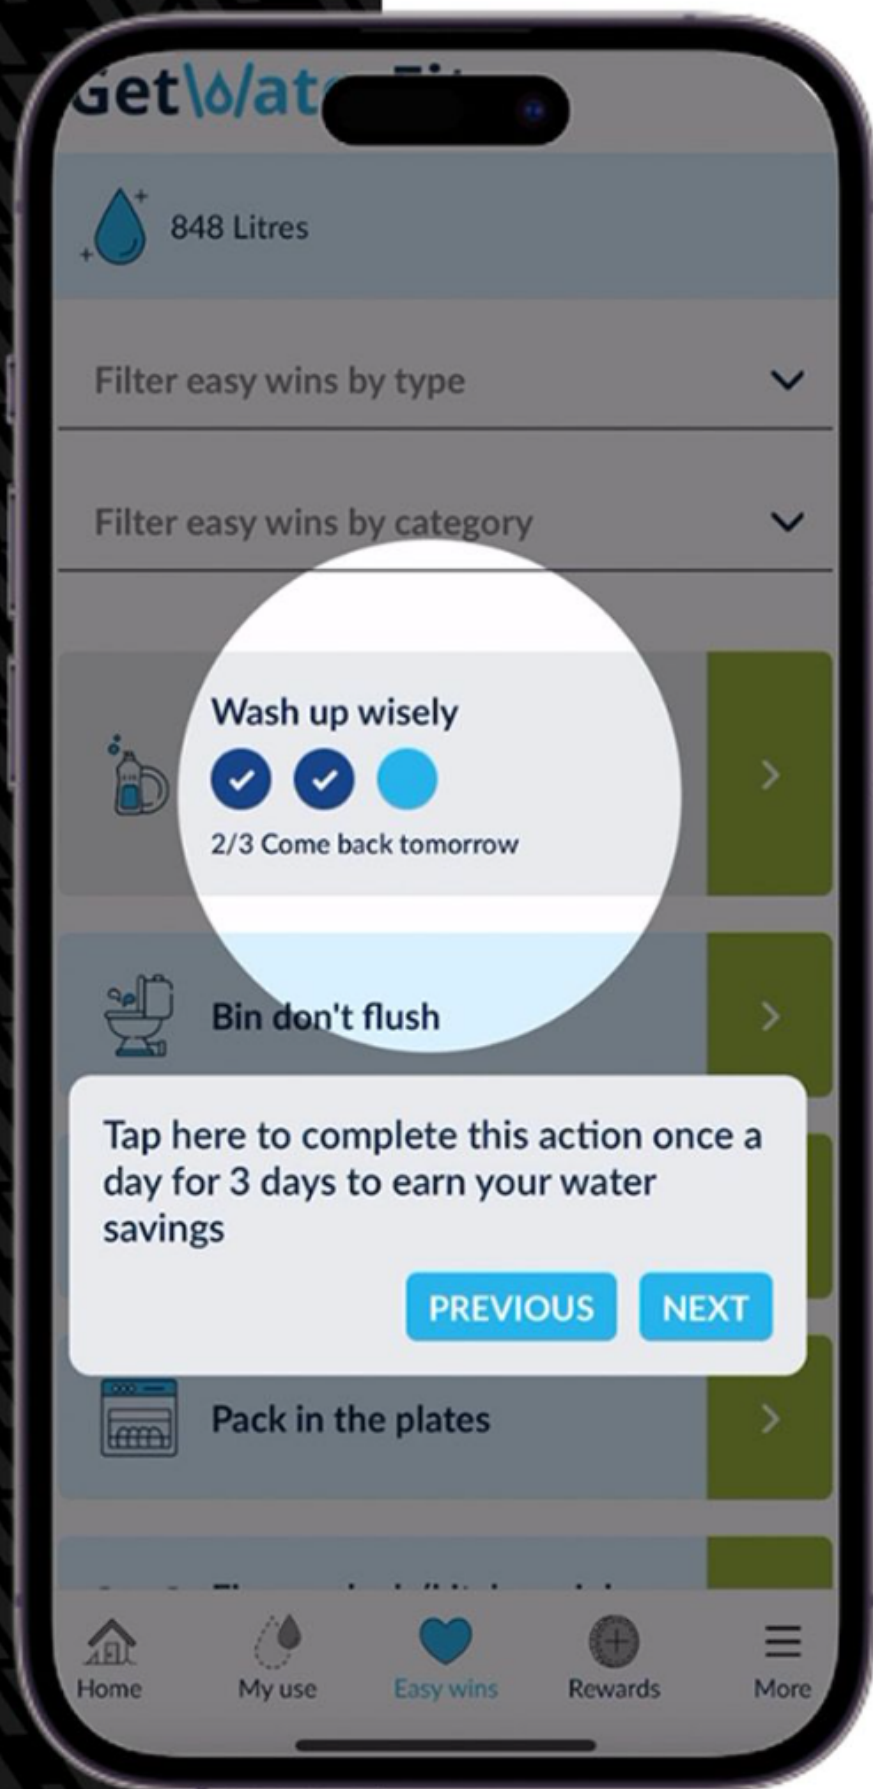 GetWate
848 Litres
Filter easy wins by type
Filter easy wins by category
Wash up wisely
2/3 Come back tomorrow
Bin don't flush
Tap here to complete this action once a
day for 3 days to earn your water
savings
PREVIOUS
NEXT
Pack in the plates
Home
My use
Easy wins
Rewards
More